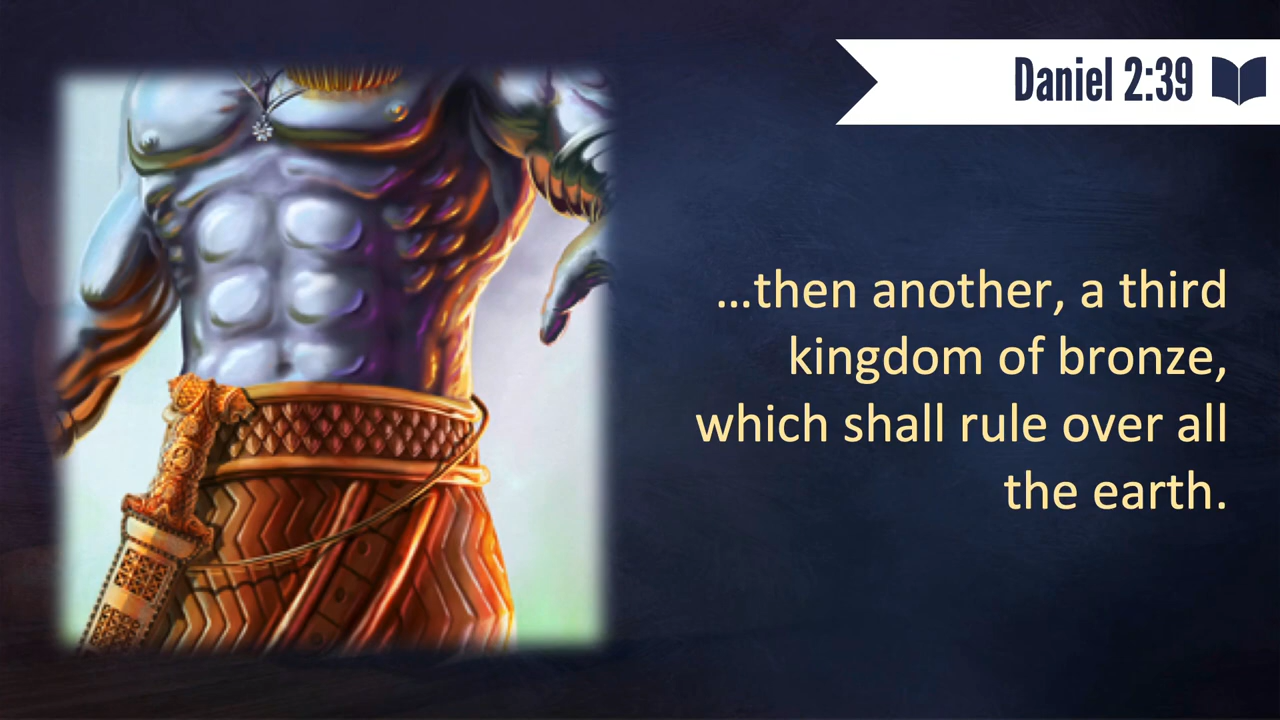 Daniel 2:39
...then another, a third
kingdom of bronze,
which shall rule over all
the earth.